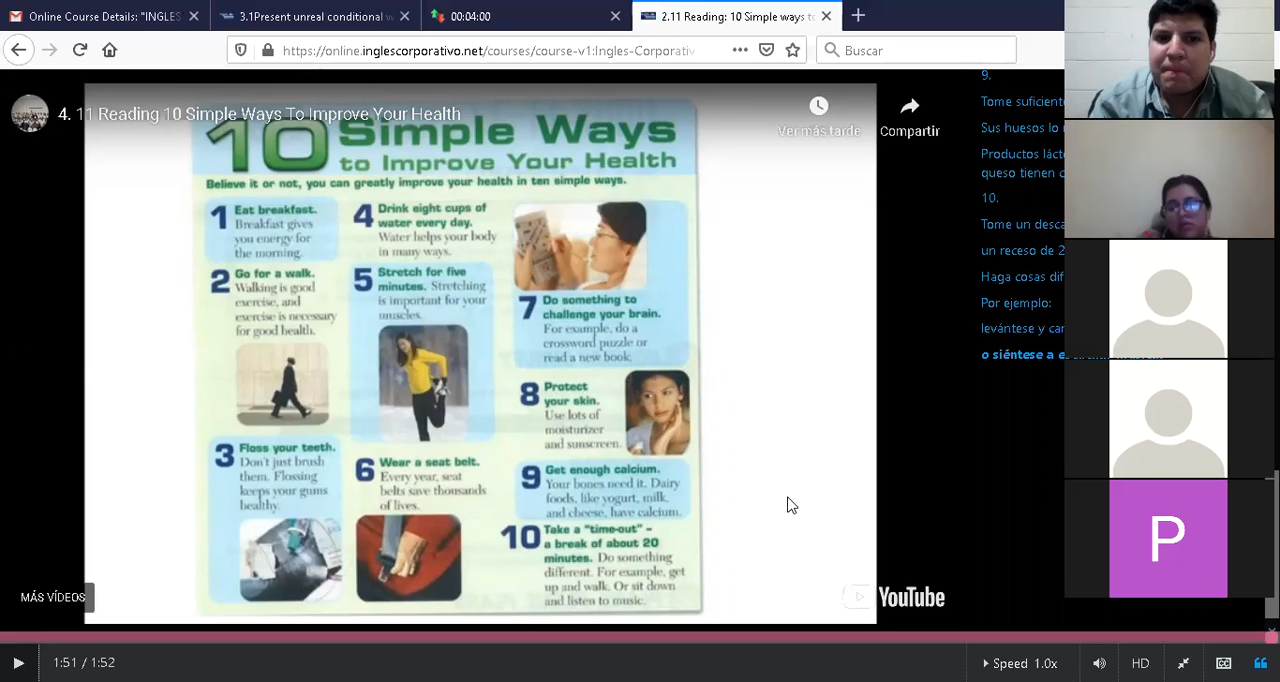 Online Course Details: "INGLES
3.1Present unreal conditional
00:04:00
2.11 Reading: 10 Simple ways to
https://online.inglescorporativo.net/courses/course-v1:Ingles-Corporativ
Buscar
4. 11 Reading 10 Simple Ways To Improve Your Health
Ver más tarde
Compartir
10 Simple Ways
to Improve Your Health
Believe it or not, you can greatly improve your health in ten simple ways.
1 Eat breakfast.
Breakfast gives
you energy for
the morning.
2 Go for a walk.
Walking is good
exercise, and
exercise is necessary
for good health.
3 Floss your teeth.
Don't just brush
them. Flossing
keeps your gums
healthy.
4 Drink eight cups of
water every day.
Water helps your body
in many ways.
5 Stretch for five
minutes. Stretching
is important for your
muscles.
6 Wear a seat belt.
Every year, seat
belts save thousands
of lives.
7 Do something to
challenge your brain.
For example, do a
crossword puzzle or
read a new book.
8 Protect
your skin.
Use lots of
moisturizer
and sunscreen.
9 Get enough calcium.
Your bones need it. Dairy
foods, like yogurt, milk,
and cheese, have calcium.
10 Take a "time-out" –
a break of about 20
minutes. Do something
different. For example, get
up and walk. Or sit down
and listen to music.
MÁS VÍDEOS
YouTube
9.
Tome suficiente
Sus huesos lo
Productos lácte
queso tienen c
10.
Tome un desca
un receso de 2
Haga cosas dif
Por ejemplo:
levántese y car
o siéntese a
P
1:51 / 1:52
Speed 1.0x
HD